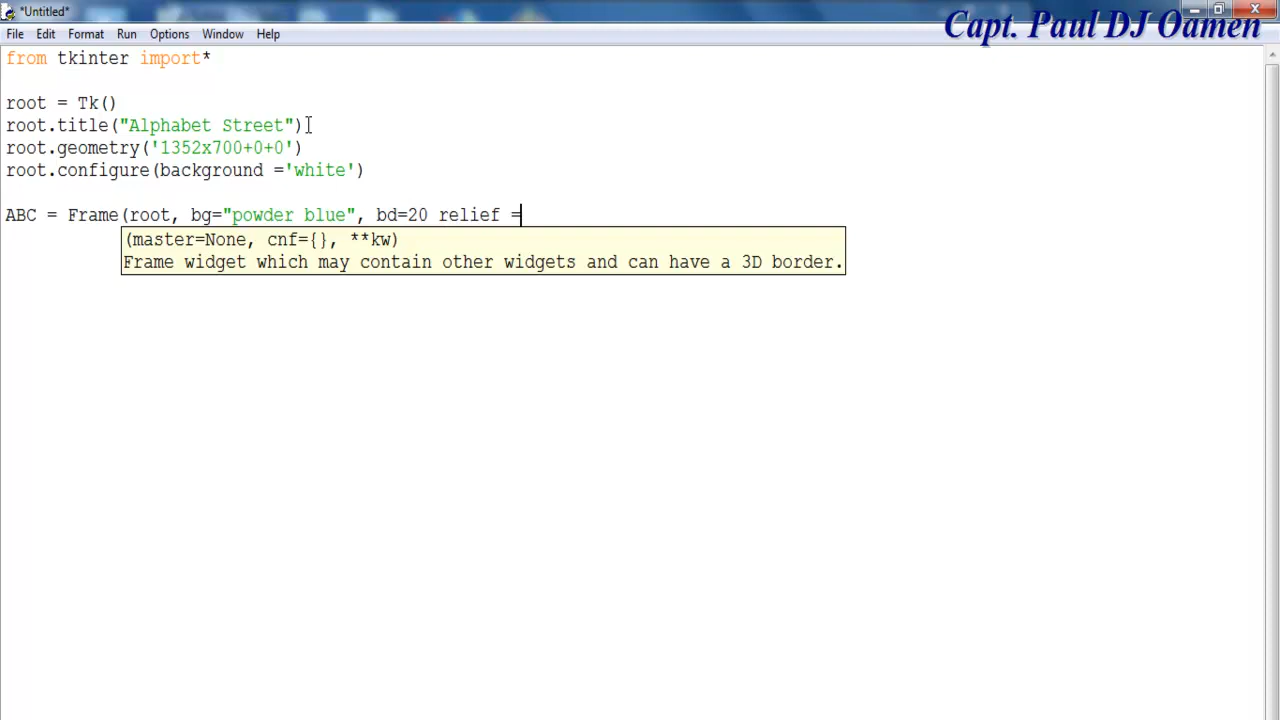 *Untitled*
Capt. Paul DJ Oamen
File Edit Format Run Options Window Help
from tkinter import*
root = Tk()
root.title("Alphabet Street")
root.geometry('1352x700+0+0')
root.configure(background ='white')
ABC = Frame(root, bg="powder blue", bd=20 relief =
(master=None, cnf={}, **kw)
Frame widget which may contain other widgets and can have a 3D border.